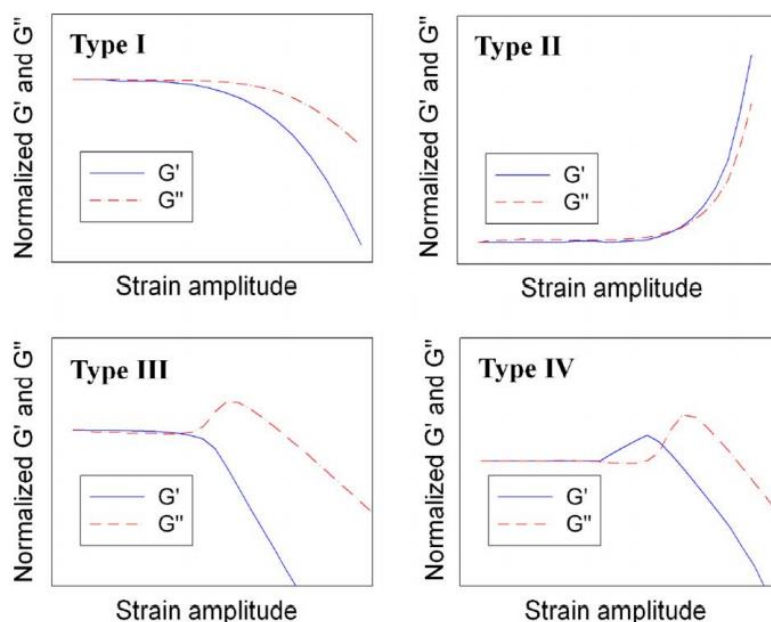 Type I
Normalized G' and G"
G'
G"
Strain amplitude
Type II
Normalized G' and G"
G'
G"
Strain amplitude
Type III
Normalized G' and G"
G'
G"
Strain amplitude
Type IV
Normalized G' and G"
G'
G"
Strain amplitude